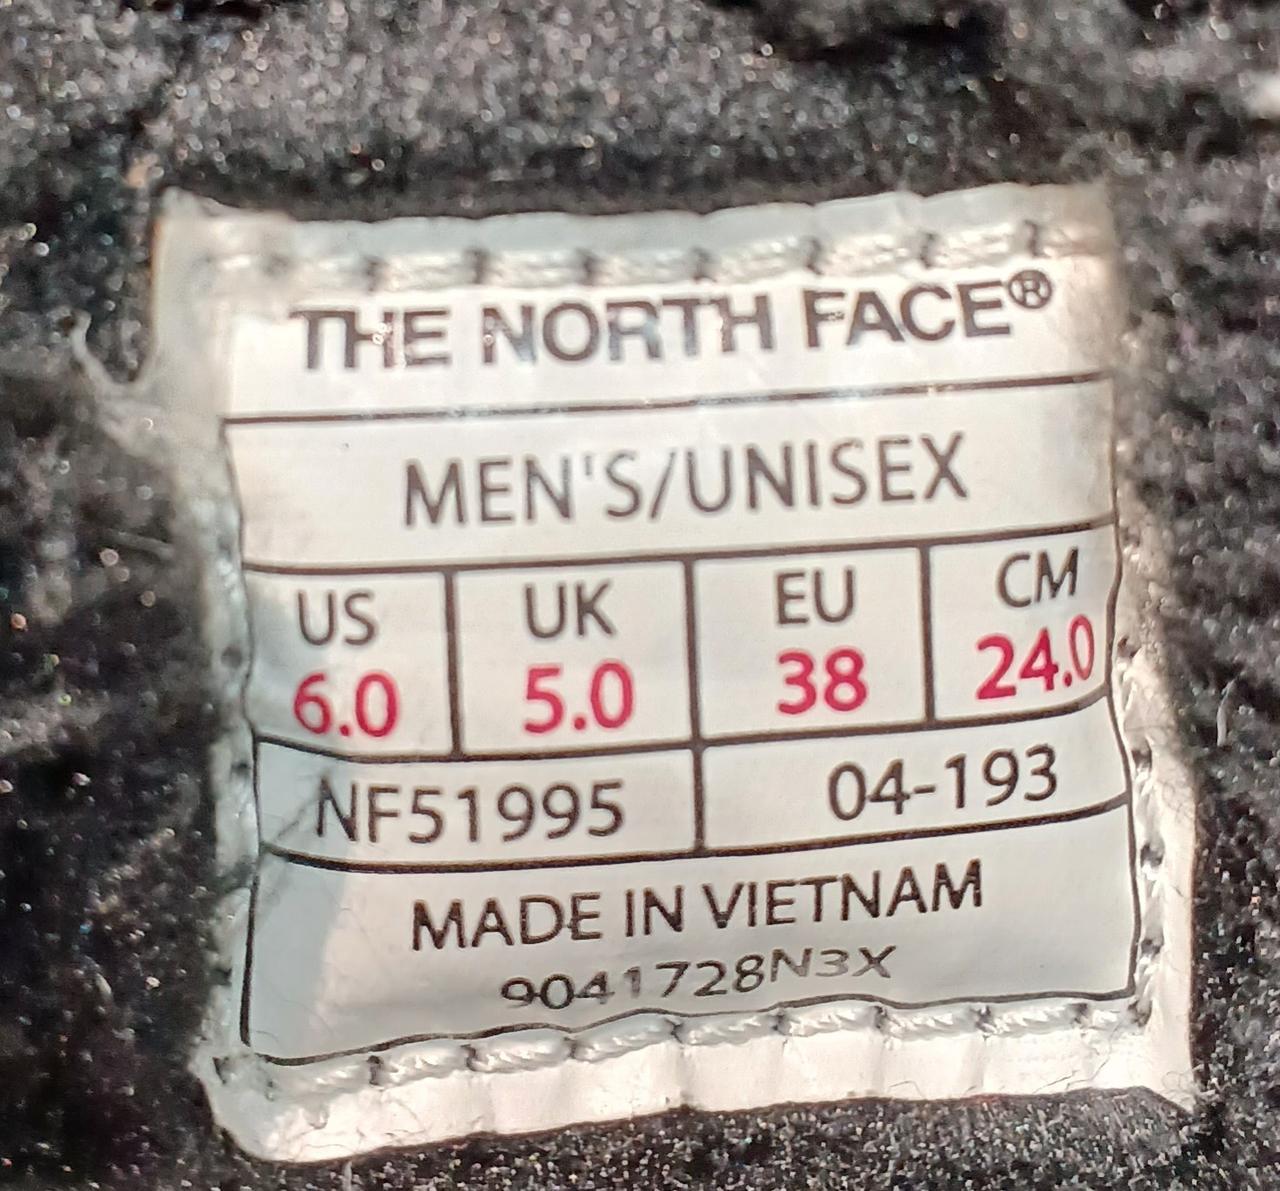 THE NORTH FACE®
MEN'S/UNISEX
US UK EU CM
6.0 5.0 38 24.0
NF51995 04-193
MADE IN VIETNAM
9041728N3X